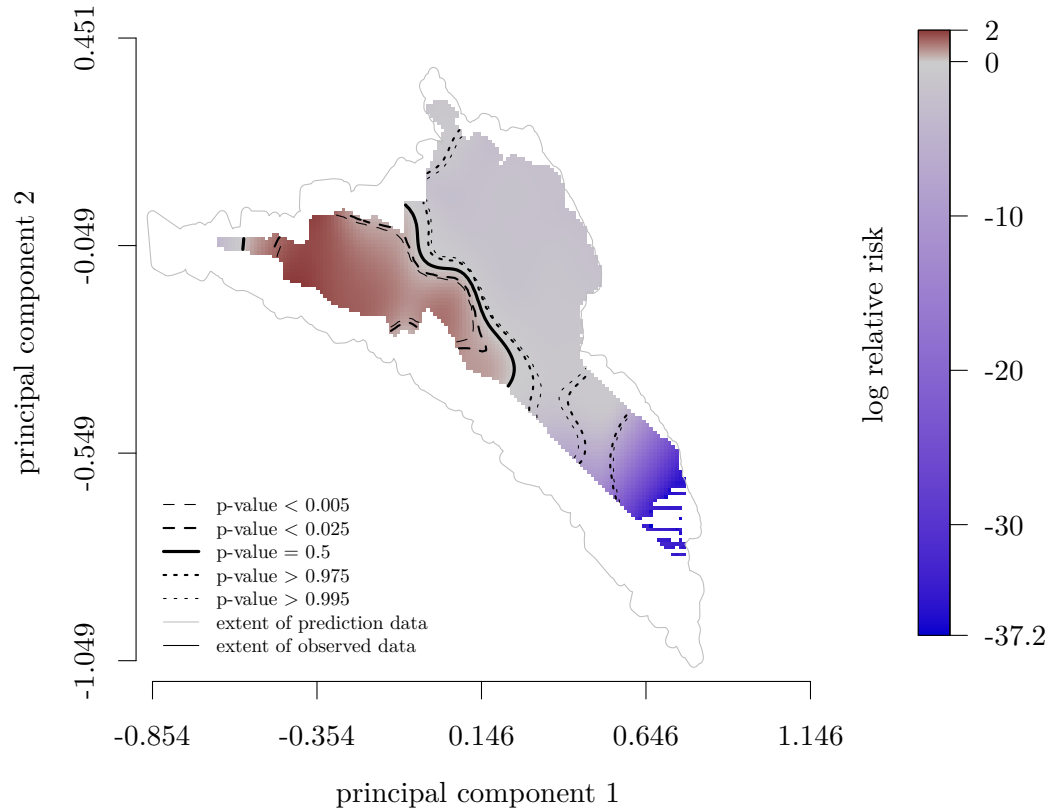 0.451
-0.049
-0.549
-1.049
principal component 2
p-value < 0.005
p-value < 0.025
p-value = 0.5
p-value > 0.975
p-value > 0.995
extent of prediction data
extent of observed data
-0.854
-0.354
0.146
0.646
1.146
principal component 1
log relative risk
2
0
-10
-20
-30
-37.2